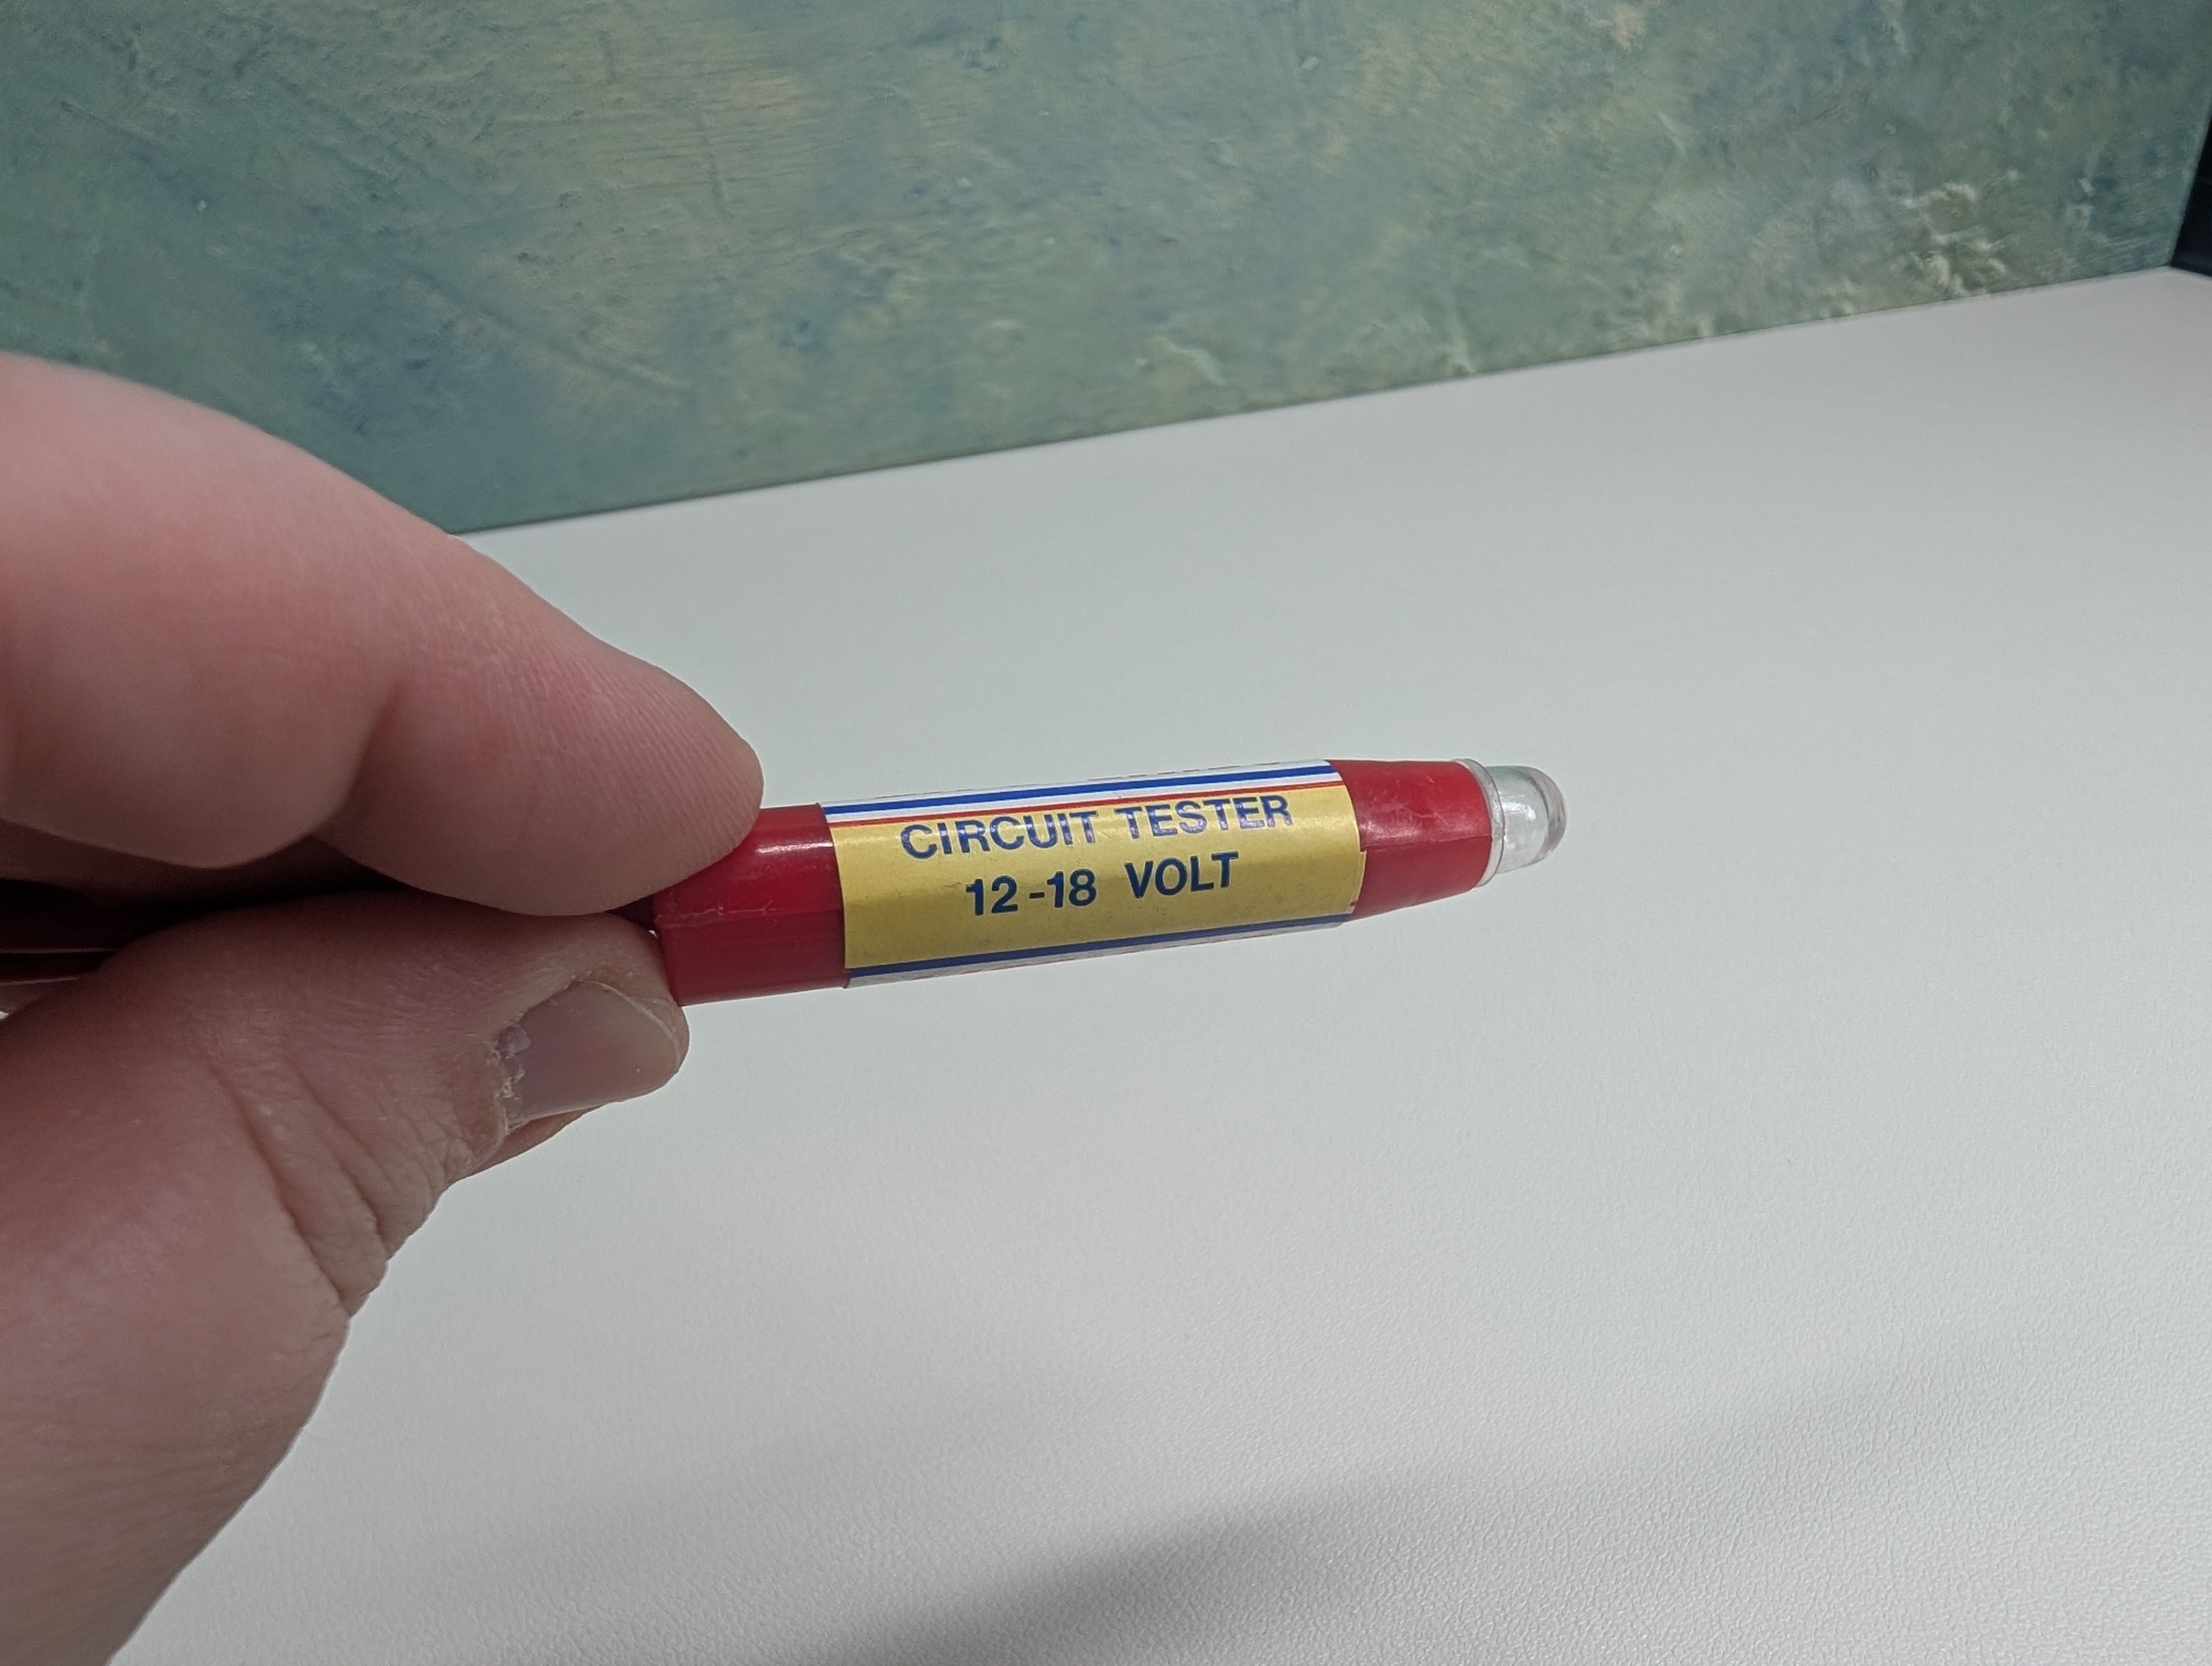 CIRCUIT TESTER
12-18 VOLT